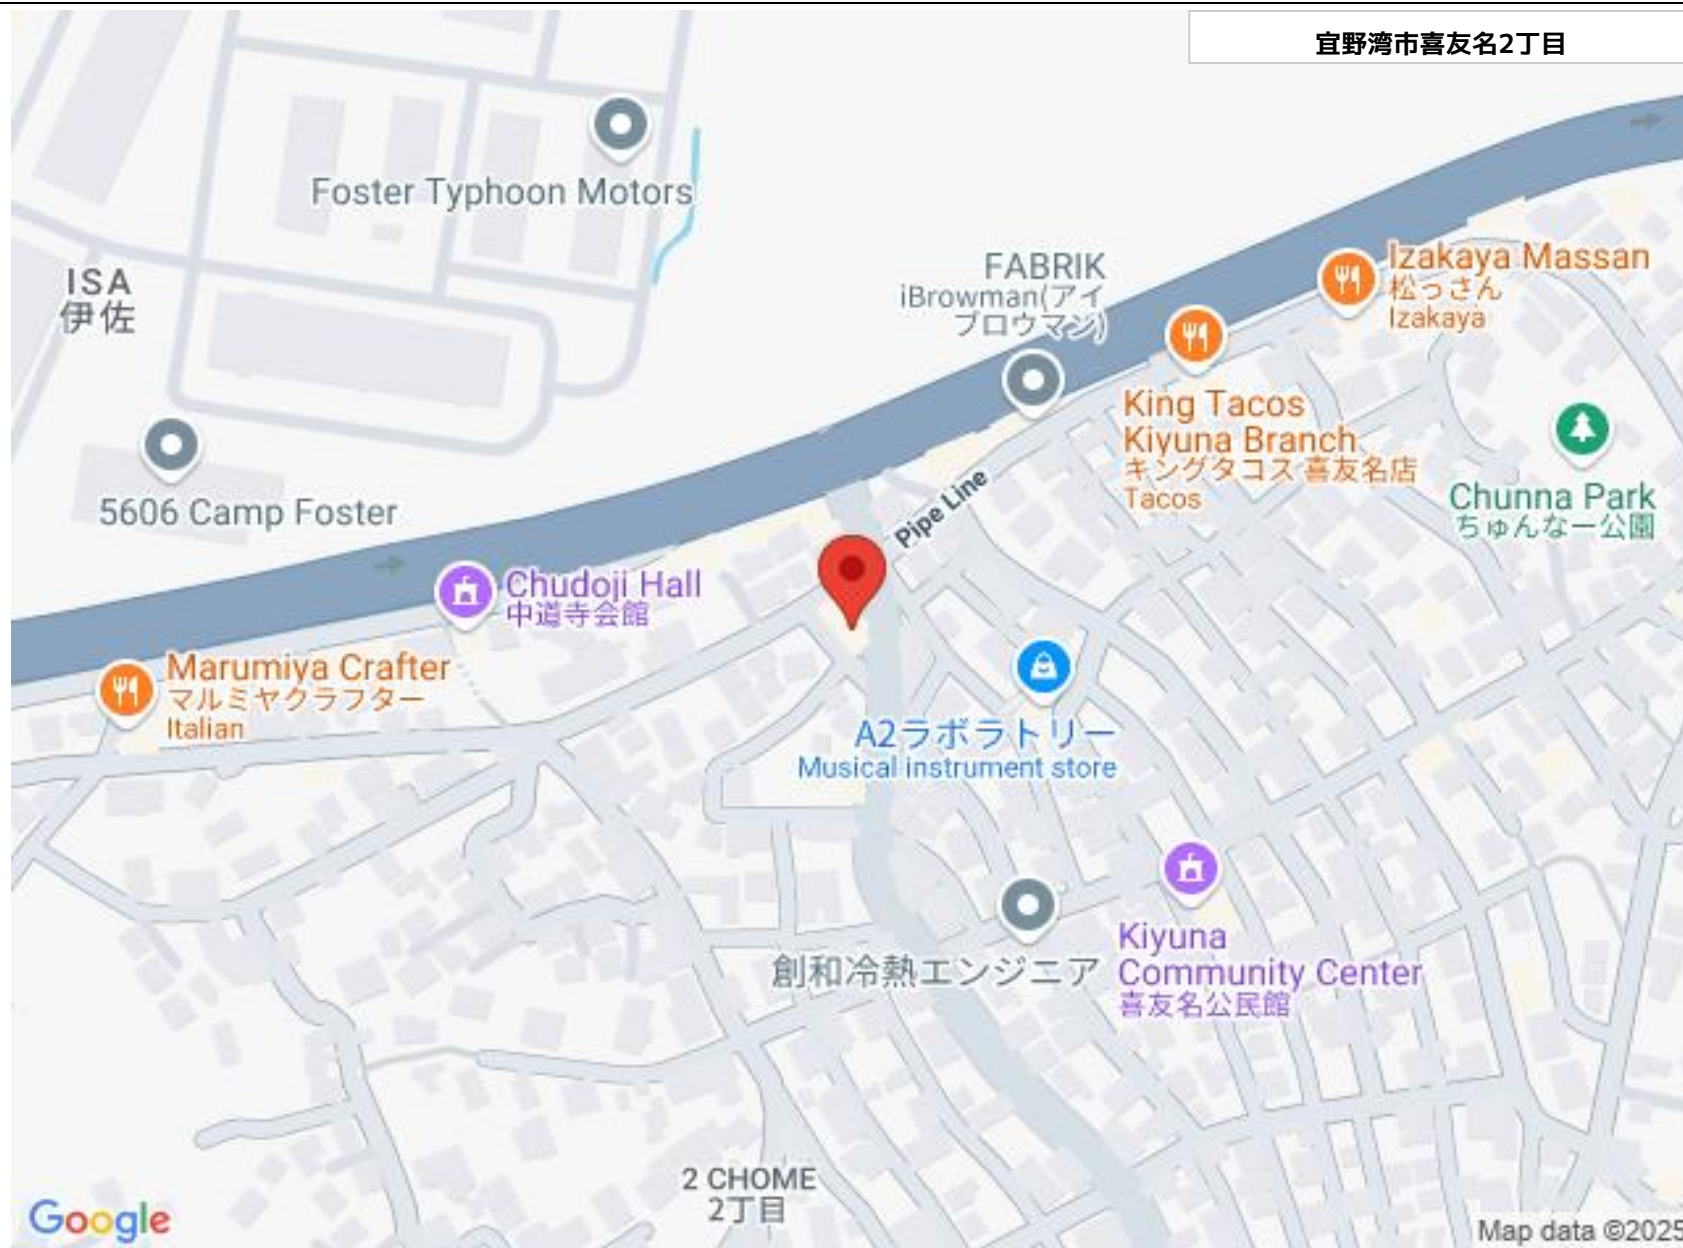 宜野湾市喜友名2丁目
Foster Typhoon Motors
ISA
伊佐
FABRIK
iBrowman(アイ
ブロウマン)
Izakaya Massan
松っさん
Izakaya
King Tacos
Kiyuna Branch
キングタコス 喜友名店
Tacos
Chunna Park
ちゅんなー公園
5606 Camp Foster
Pipe Line
Chudoji Hall
中道寺会館
Marumiya Crafter
マルミヤクラフター
Italian
A2ラボラトリー
Musical instrument store
創和冷熱エンジニア
Kiyuna
Community Center
喜友名公民館
2 CHOME
2丁目
Google
Map data ©2025